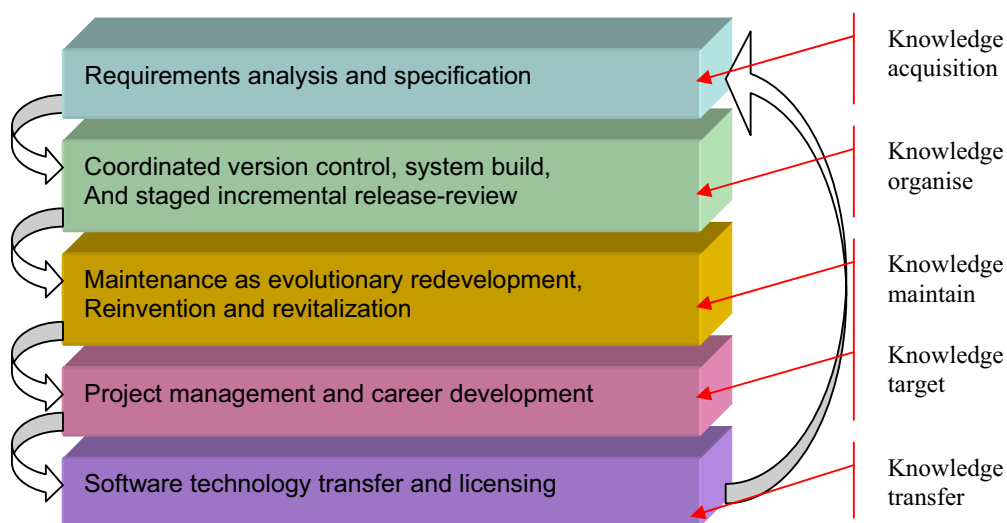 Requirements analysis and specification
Knowledge
acquisition
Coordinated version control, system build,
And staged incremental release-review
Knowledge
organise
Maintenance as evolutionary redevelopment,
Reinvention and revitalization
Knowledge
maintain
Project management and career development
Knowledge
target
Software technology transfer and licensing
Knowledge
transfer